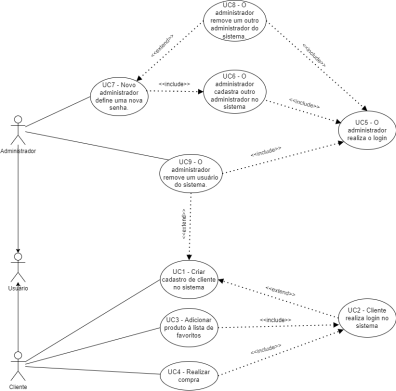 UC8 - O
administrador
remove um outro
administrador do
sistema.
<<extend>>
UC7 - Novo
administrador
define uma nova
senha.
<<include>>
UC6 - O
administrador
cadastra outro
administrador no
sistema
<<include>>
<<include>>
UC5 - O
administrador
realiza o login
Administrador
UC9 - O
administrador
remove um usuário
do sistema.
<<include>>
<<extend>>
Usuário
UC1 - Criar
cadastro de cliente
no sistema
<<extend>>
UC3 - Adicionar
produto à lista de
favoritos
<<include>>
UC2 - Cliente
realiza login no
sistema
UC4 - Realizar
compra
<<include>>
Cliente